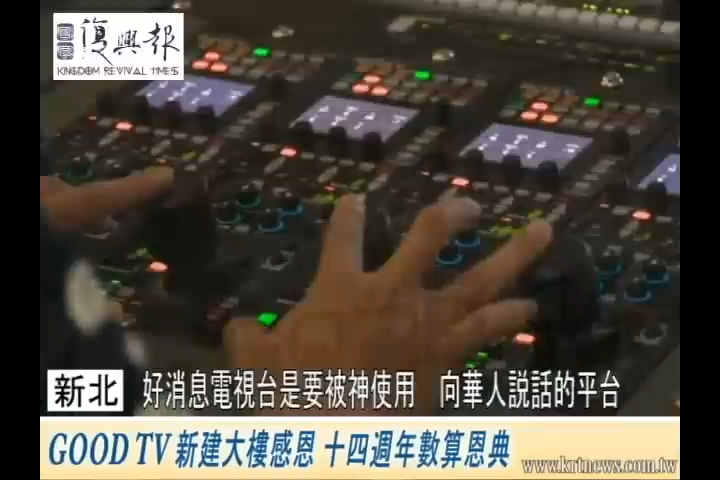 國度
復興報
KINGDOM REVIVAL TIMES
新北
好消息電視台是要被神使用 向華人説話的平台
GOOD TV 新建大樓感恩 十四週年數算恩典
www.krtnews.com.tw